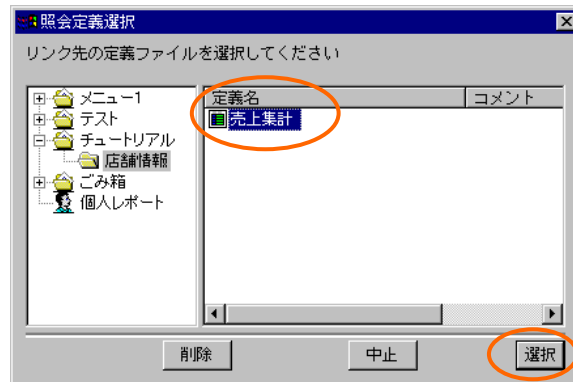 照会定義選択
リンク先の定義ファイルを選択してください
メニュー1
テスト
チュートリアル
店舗情報
ごみ箱
個人レポート
定義名 コメント
売上集計
削除 中止 選択